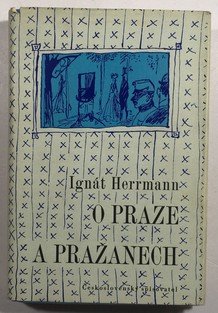 Ignát Herrmann
O PRAZE
A PRAŽANECH
Československý spisovatel